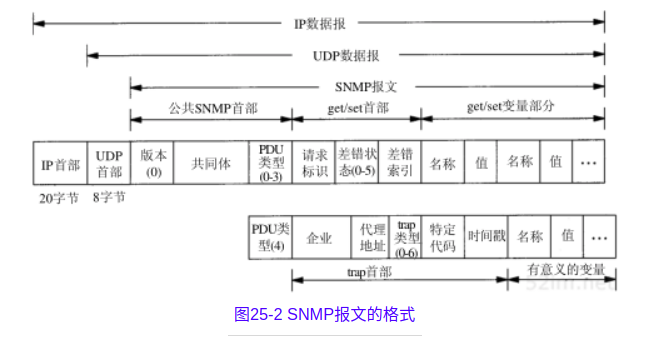 IP数据报
UDP数据报
SNMP报文
公共SNMP首部 get/set首部 get/set变量部分
IP首部 UDP首部 版本(0) 共同体 PDU类型(0-3) 请求标识 差错状态(0-5) 差错索引 名称 值 名称 值 …
20字节 8字节
PDU类型(4) 企业 代理地址 trap类型(0-6) 特定代码 时间戳 名称 值 …
trap首部 有意义的变量
52im.net
图25-2 SNMP报文的格式